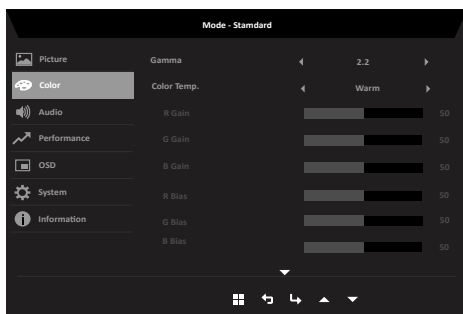 Mode - Standard
Picture
Gamma 2.2
Color
Color Temp. Warm
Audio
R Gain 50
Performance
G Gain 50
OSD
B Gain 50
System
R Bias 50
Information
G Bias 50
B Bias 50